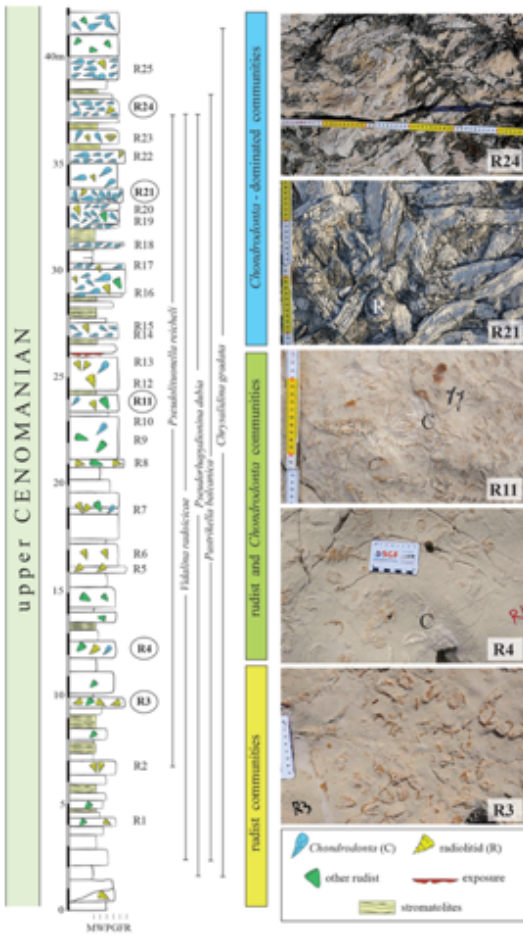 upper CENOMANIAN
40m
R25
R24
R23
35
R22
R21
R20
R19
R18
30
R17
R16
R15
R14
R13
25
R12
R11
R10
R9
R8
20
R7
R6
R5
15
R4
10
R3
R2
5
R1
0
MWPGFR
Vidalina radoicicae
Pseudolituonella reicheli
Pseudorhapydionina dubia
Pastrikella balcanica
Chrysalidina gradata
Chondrodonta - dominated communities
rudist and Chondrodonta communities
rudist communities
R24
R
R21
C
C
R11
SGF
C
R4
R3
R3
Chondrodonta (C)
radiolitid (R)
other rudist
exposure
stromatolites